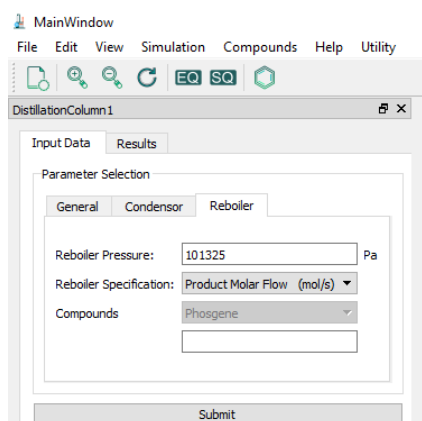 MainWindow
File Edit View Simulation Compounds Help Utility
EQ SQ
DistillationColumn1
Input Data Results
Parameter Selection
General Condensor Reboiler
Reboiler Pressure: 101325 Pa
Reboiler Specification: Product Molar Flow (mol/s)
Compounds Phosgene
Submit